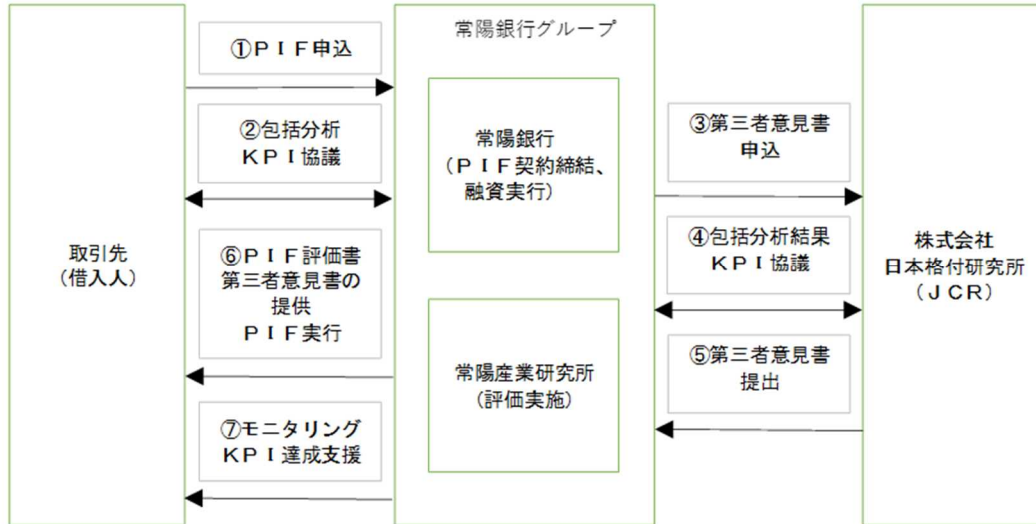 常陽銀行グループ
①ＰＩＦ申込
②包括分析
ＫＰＩ協議
⑥ＰＩＦ評価書
第三者意見書の
提供
ＰＩＦ実行
⑦モニタリング
ＫＰＩ達成支援
取引先
（借入人）
常陽銀行
（ＰＩＦ契約締結、
融資実行）
常陽産業研究所
（評価実施）
③第三者意見書
申込
④包括分析結果
ＫＰＩ協議
⑤第三者意見書
提出
株式会社
日本格付研究所
（ＪＣＲ）